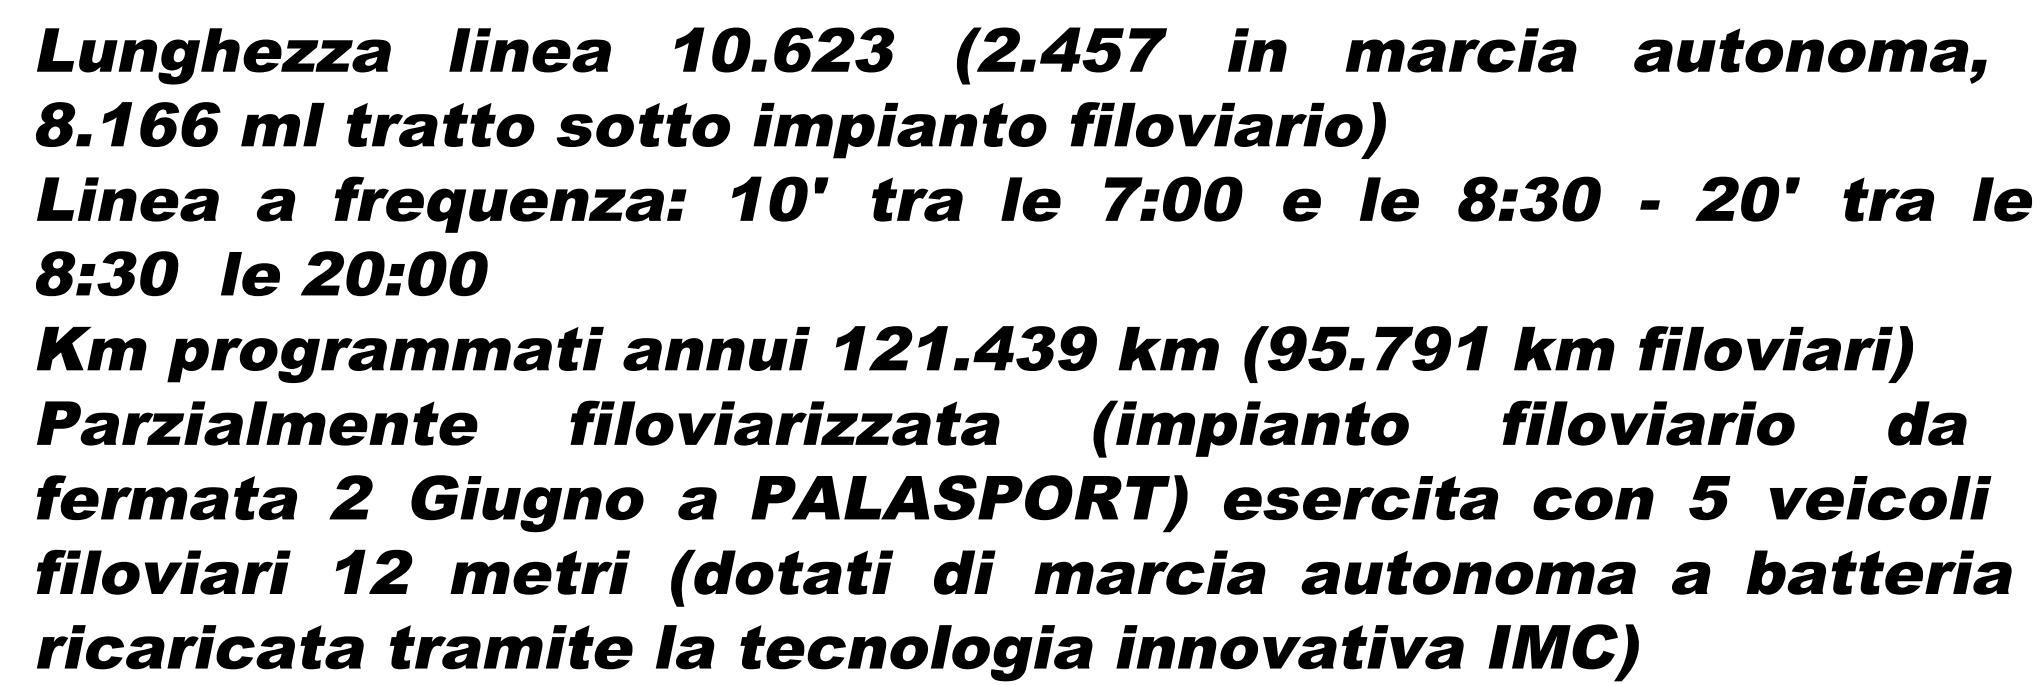 Lunghezza linea 10.623 (2.457 in marcia autonoma,
8.166 ml tratto sotto impianto filoviario)
Linea a frequenza: 10' tra le 7:00 e le 8:30 - 20' tra le
8:30 le 20:00
Km programmati annui 121.439 km (95.791 km filoviari)
Parzialmente filoviarizzata (impianto filoviario da
fermata 2 Giugno a PALASPORT) esercita con 5 veicoli
filoviari 12 metri (dotati di marcia autonoma a batteria
ricaricata tramite la tecnologia innovativa IMC)